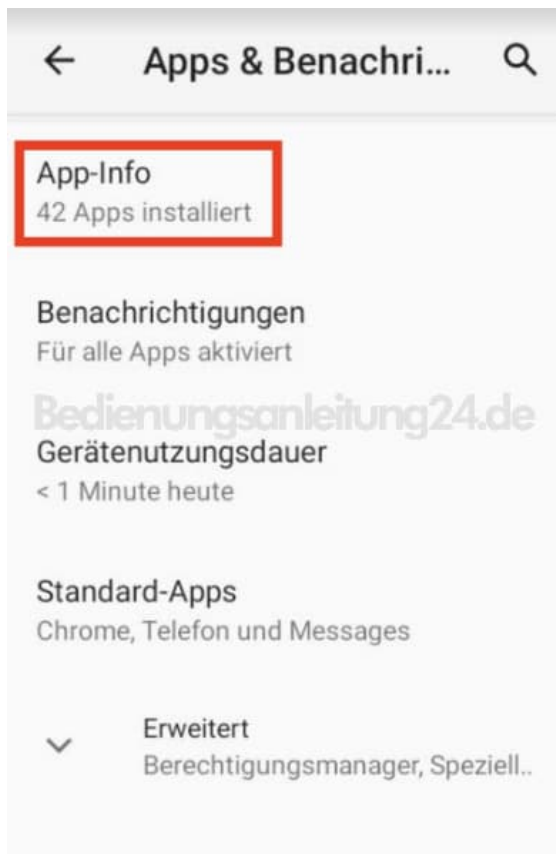 Apps & Benachri...
App-Info
42 Apps installiert
Benachrichtigungen
Für alle Apps aktiviert
Bedienungsanleitung24.de
Gerätenutzungsdauer
< 1 Minute heute
Standard-Apps
Chrome, Telefon und Messages
Erweitert
Berechtigungsmanager, Speziell..